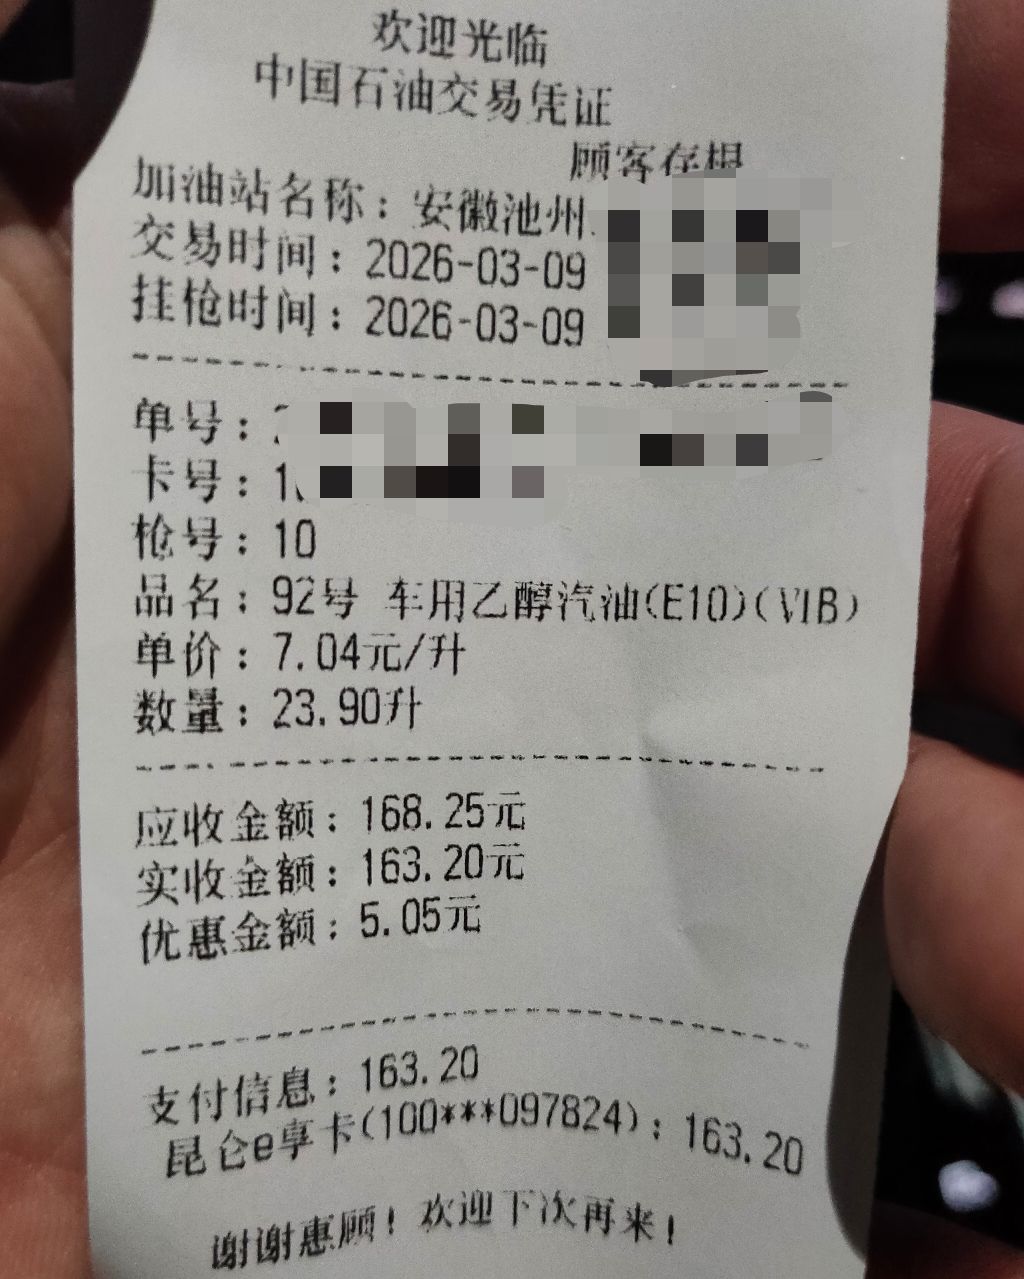 欢迎光临
中国石油交易凭证
顾客存根
加油站名称：安徽池州
交易时间：2026-03-09
挂枪时间：2026-03-09
单号：
卡号：1
枪号：10
品名：92号 车用乙醇汽油(E10)(VIB)
单价：7.04元/升
数量：23.90升
应收金额：168.25元
实收金额：163.20元
优惠金额：5.05元
支付信息：163.20
昆仑e享卡(100***097824)：163.20
谢谢惠顾！欢迎下次再来！